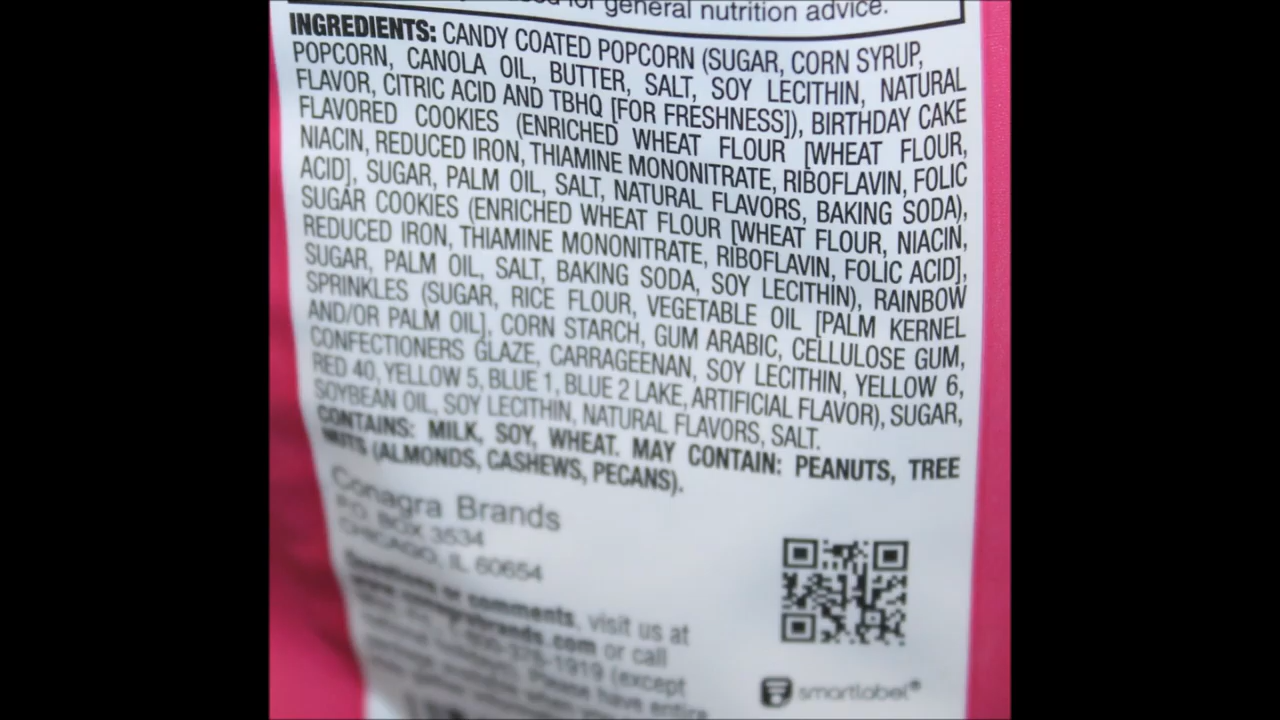 for general nutrition advice.
INGREDIENTS: CANDY COATED POPCORN (SUGAR, CORN SYRUP,
POPCORN, CANOLA OIL, BUTTER, SALT, SOY LECITHIN, NATURAL
FLAVOR, CITRIC ACID AND TBHQ [FOR FRESHNESS]), BIRTHDAY CAKE
FLAVORED COOKIES (ENRICHED WHEAT FLOUR [WHEAT FLOUR,
NIACIN, REDUCED IRON, THIAMINE MONONITRATE, RIBOFLAVIN, FOLIC
ACID], SUGAR, PALM OIL, SALT, NATURAL FLAVORS, BAKING SODA),
SUGAR COOKIES (ENRICHED WHEAT FLOUR [WHEAT FLOUR, NIACIN,
REDUCED IRON, THIAMINE MONONITRATE, RIBOFLAVIN, FOLIC ACID],
SUGAR, PALM OIL, SALT, BAKING SODA, SOY LECITHIN), RAINBOW
SPRINKLES (SUGAR, RICE FLOUR, VEGETABLE OIL [PALM KERNEL
AND/OR PALM OIL], CORN STARCH, GUM ARABIC, CELLULOSE GUM,
CONFECTIONERS GLAZE, CARRAGEENAN, SOY LECITHIN, YELLOW 6,
RED 40, YELLOW 5, BLUE 1, BLUE 2 LAKE, ARTIFICIAL FLAVOR), SUGAR,
SOYBEAN OIL, SOY LECITHIN, NATURAL FLAVORS, SALT.
CONTAINS: MILK, SOY, WHEAT. MAY CONTAIN: PEANUTS, TREE
NUTS (ALMONDS, CASHEWS, PECANS).
Conagra Brands
P.O. BOX 3534
CHICAGO, IL 60654
Questions or comments, visit us at
or call
(except
Please have entire
smartlabel®